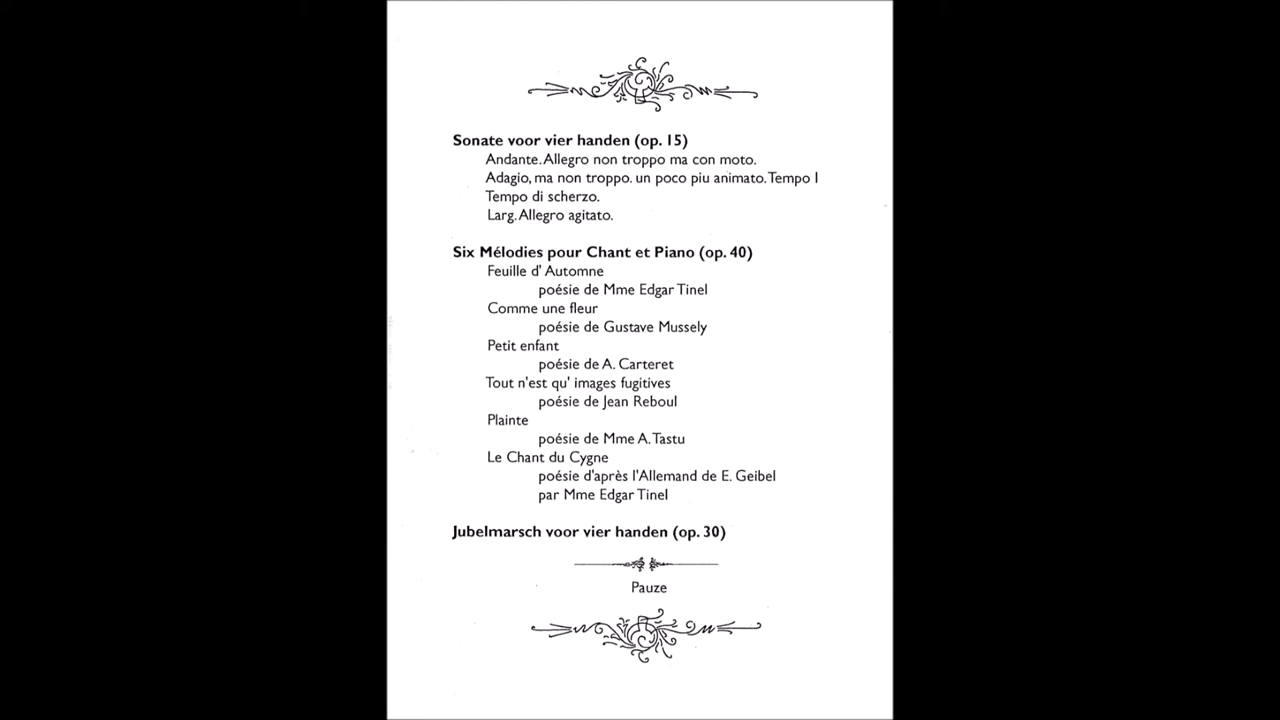 Sonate voor vier handen (op. 15)
Andante. Allegro non troppo ma con moto.
Adagio, ma non troppo. un poco piu animato. Tempo I
Tempo di scherzo.
Larg. Allegro agitato.
Six Mélodies pour Chant et Piano (op. 40)
Feuille d' Automne
poésie de Mme Edgar Tinel
Comme une fleur
poésie de Gustave Mussely
Petit enfant
poésie de A. Carteret
Tout n'est qu' images fugitives
poésie de Jean Reboul
Plainte
poésie de Mme A. Tastu
Le Chant du Cygne
poésie d'après l'Allemand de E. Geibel
par Mme Edgar Tinel
Jubelmarsch voor vier handen (op. 30)
Pauze